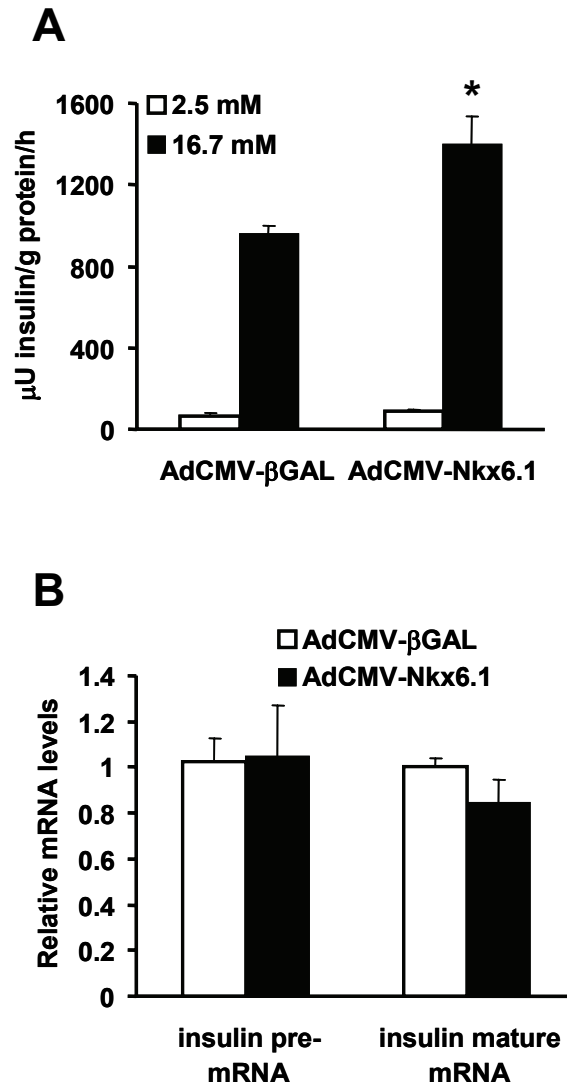 A
*
1600
2.5 mM
16.7 mM
1200
800
400
0
μU insulin/g protein/h
AdCMV-βGAL AdCMV-Nkx6.1
B
AdCMV-βGAL
AdCMV-Nkx6.1
1.4
1.2
1
0.8
0.6
0.4
0.2
0
Relative mRNA levels
insulin pre-
mRNA
insulin mature
mRNA